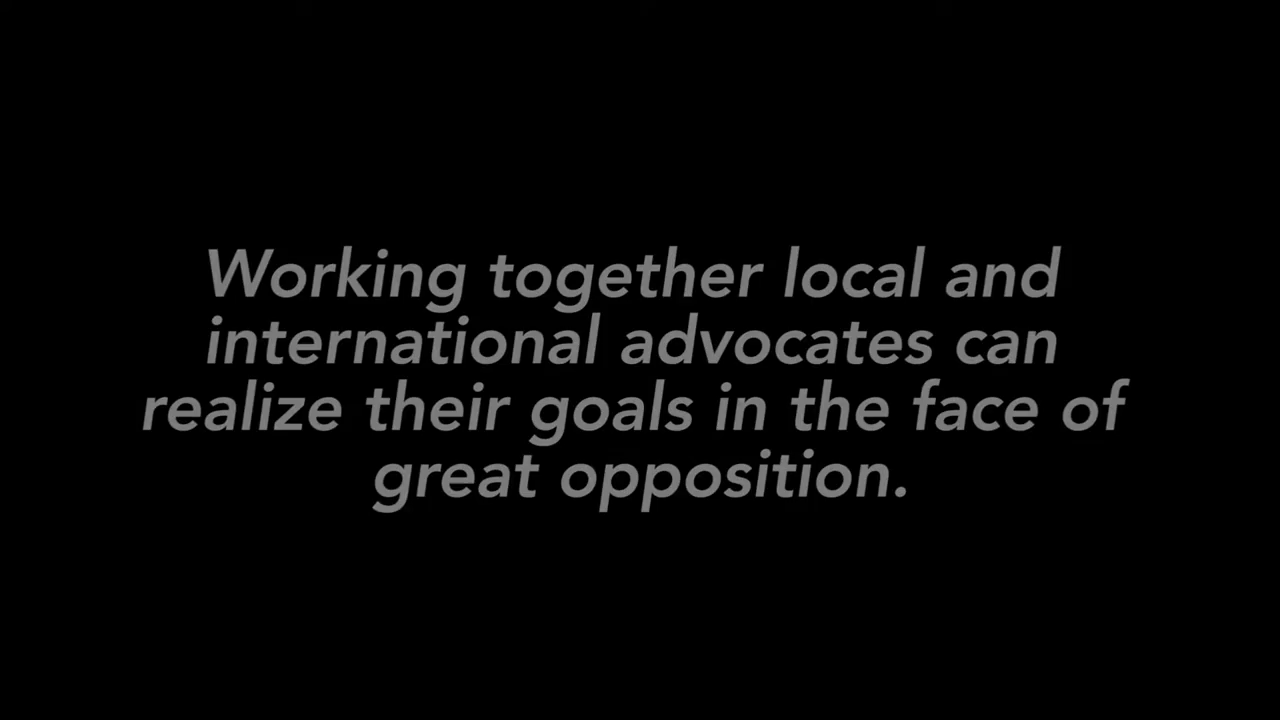 Working together local and
international advocates can
realize their goals in the face of
great opposition.